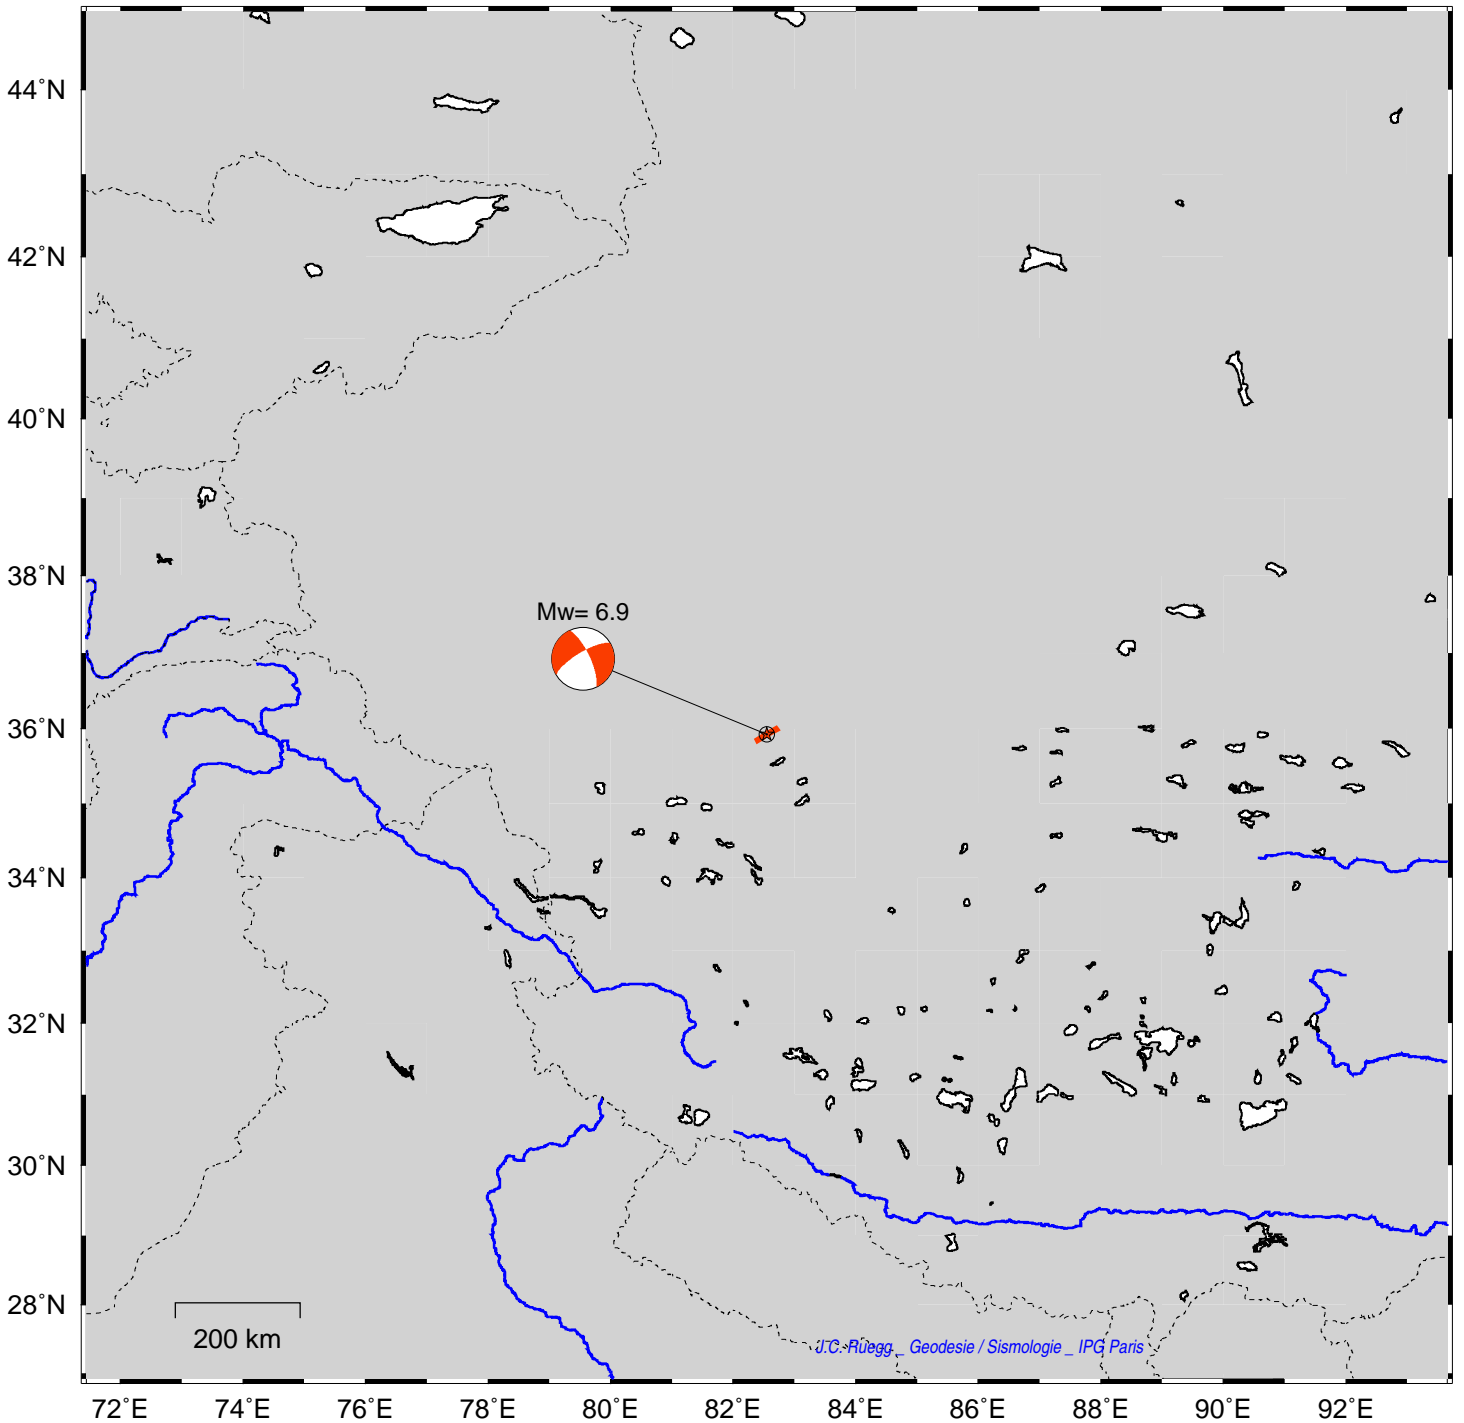 44°N
42°N
40°N
38°N
Mw= 6.9
36°N
34°N
32°N
30°N
28°N
200 km
J.C. Ruegg _ Geodesie / Sismologie _ IPG Paris
72°E 74°E 76°E 78°E 80°E 82°E 84°E 86°E 88°E 90°E 92°E